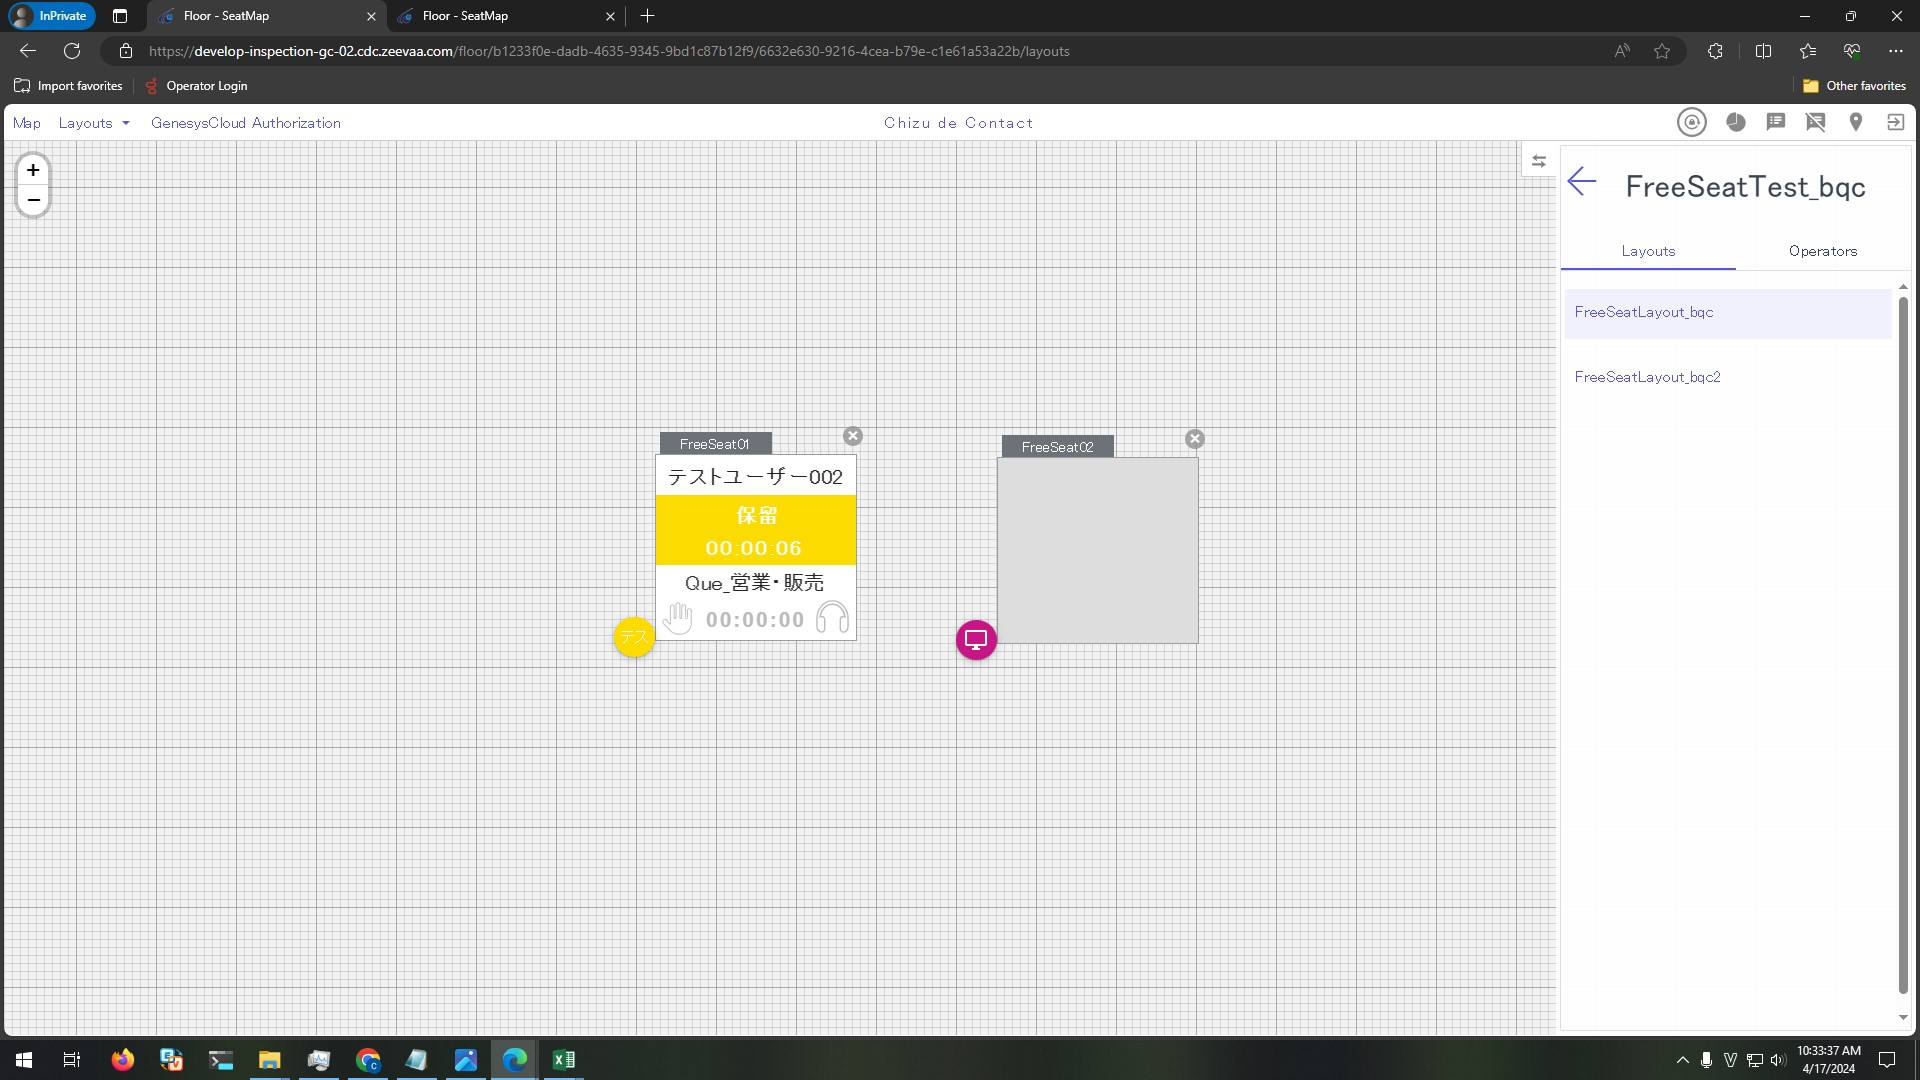 InPrivate
Floor - SeatMap
Floor - SeatMap
https://develop-inspection-gc-02.cdc.zeevaa.com/floor/b1233f0e-dadb-4635-9345-9bd1c87b12f9/6632e630-9216-4cea-b79e-c1e61a53a22b/layouts
Import favorites
Operator Login
Other favorites
Map
Layouts
GenesysCloud Authorization
Chizu de Contact
+
−
FreeSeatTest_bqc
Layouts
Operators
FreeSeatLayout_bqc
FreeSeatLayout_bqc2
FreeSeat01
テストユーザー002
保留
00:00:06
Que_営業・販売
00:00:00
テス
FreeSeat02
10:33:37 AM
4/17/2024